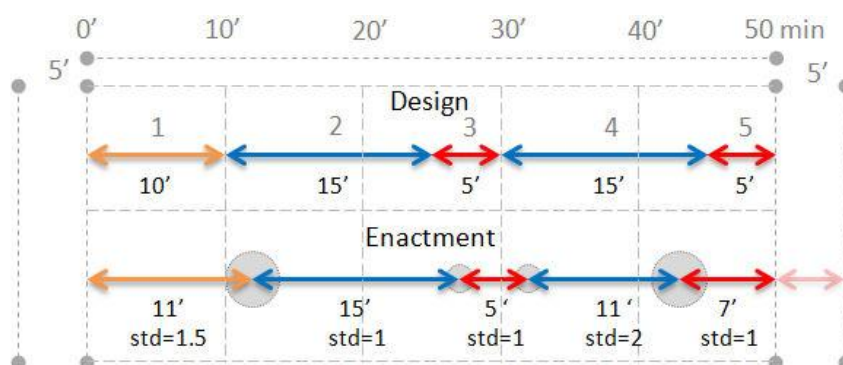 0’ 10’ 20’ 30’ 40’ 50 min
5’ 5’
Design
1 2 3 4 5
10’ 15’ 5’ 15’ 5’
Enactment
11’ 15’ 5 ‘ 11 ‘ 7’
std=1.5 std=1 std=1 std=2 std=1